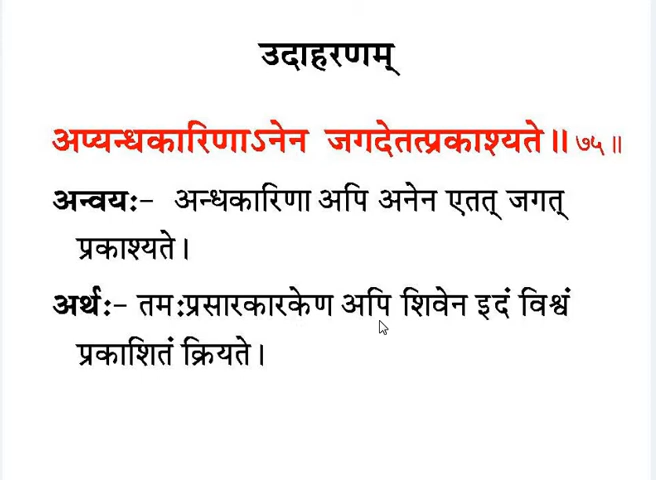 उदाहरणम्
अप्यन्धकारिणाऽनेन जगदेतत्प्रकाश्यते॥ ७५॥
अन्वयः- अन्धकारिणा अपि अनेन एतत् जगत्
प्रकाश्यते।
अर्थः- तमःप्रसारकारकेण अपि शिवेन इदं विश्वं
प्रकाशितं क्रियते।